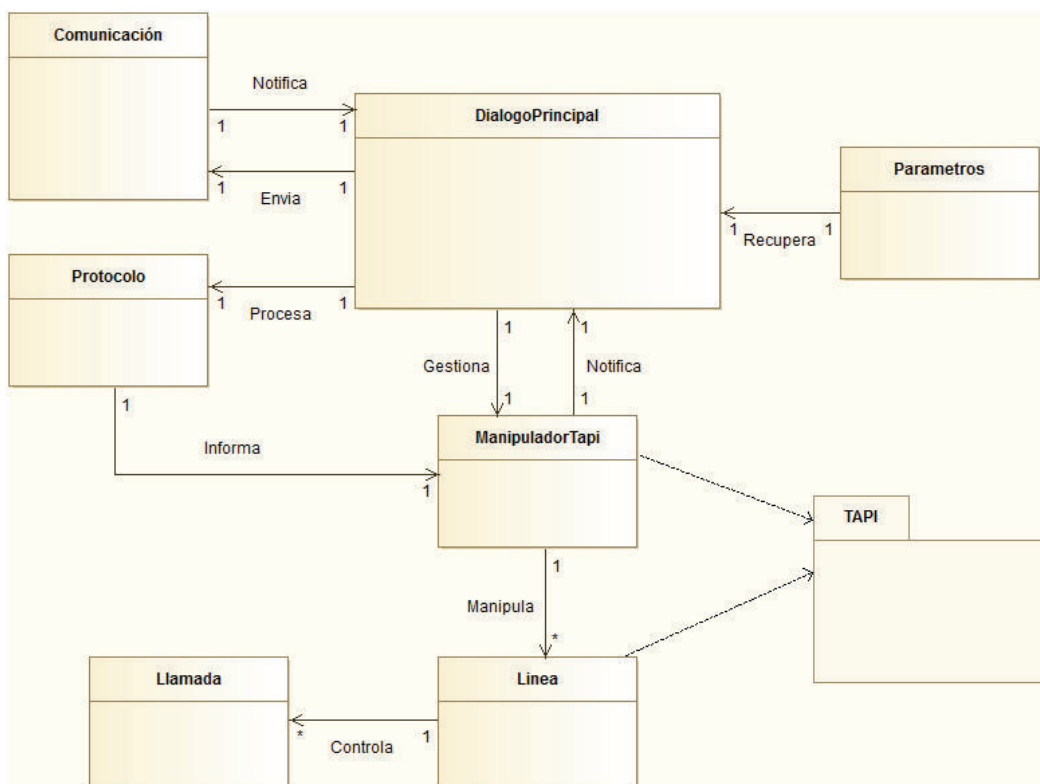 Comunicación
Notifica
1
1
DialogoPrincipal
1
1
Envia
Parametros
1
1
Recupera
Protocolo
1
1
Procesa
1
1
Gestiona
Notifica
1
1
1
Informa
1
ManipuladorTapi
TAPI
1
Manipula
*
Llamada
Linea
*
1
Controla